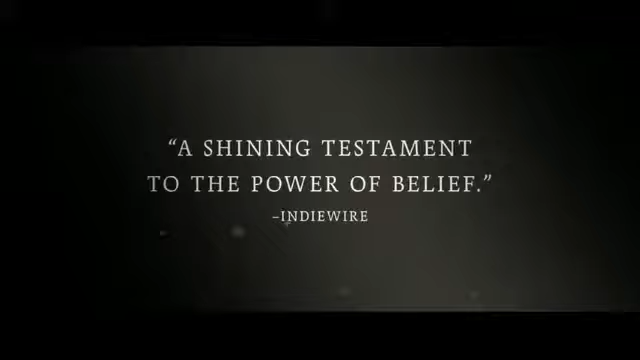 “A SHINING TESTAMENT
TO THE POWER OF BELIEF.”
–INDIEWIRE